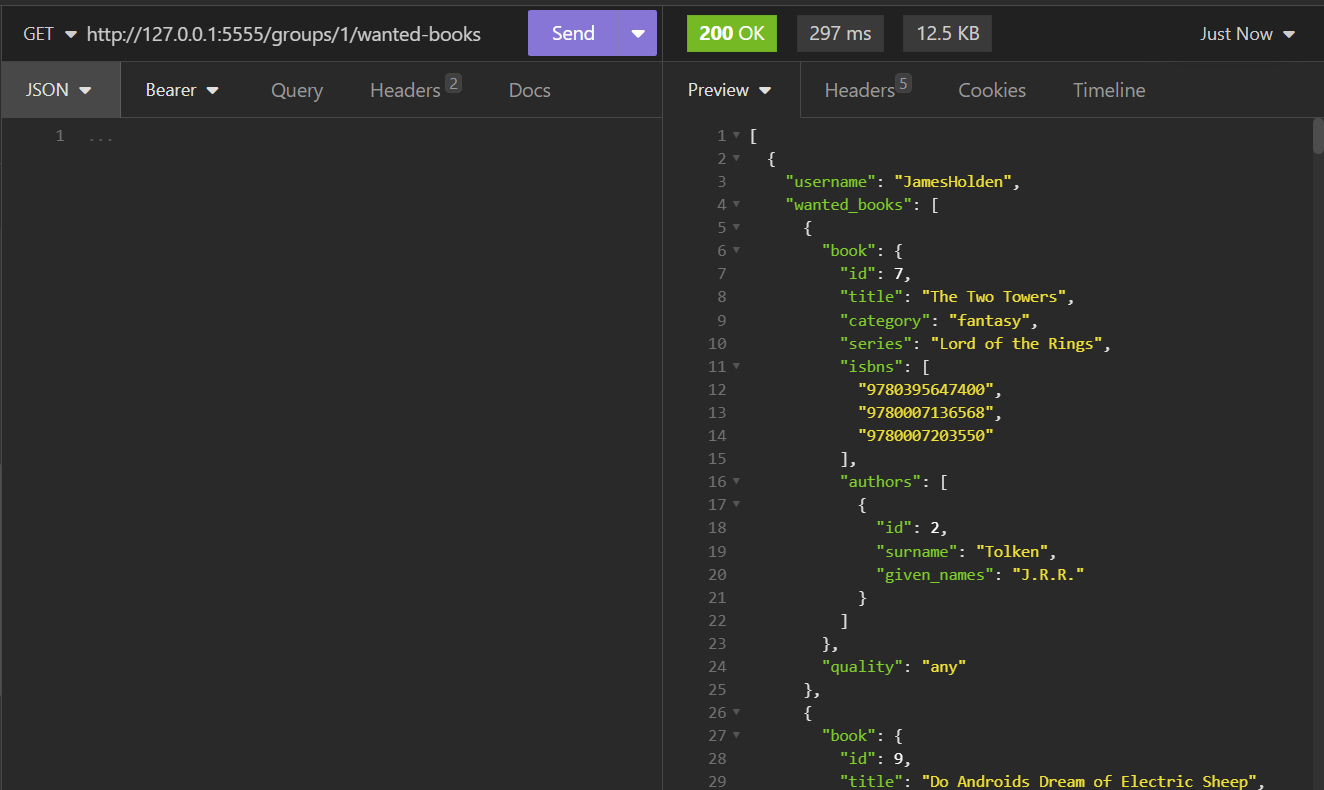 GET http://127.0.0.1:5555/groups/1/wanted-books Send 200 OK 297 ms 12.5 KB Just Now
JSON Bearer Query Headers 2 Docs Preview Headers 5 Cookies Timeline
1 ...
1 [
2 {
3 "username": "JamesHolden",
4 "wanted_books": [
5 {
6 "book": {
7 "id": 7,
8 "title": "The Two Towers",
9 "category": "fantasy",
10 "series": "Lord of the Rings",
11 "isbns": [
12 "9780395647400",
13 "9780007136568",
14 "9780007203550"
15 ],
16 "authors": [
17 {
18 "id": 2,
19 "surname": "Tolken",
20 "given_names": "J.R.R."
21 }
22 ]
23 },
24 "quality": "any"
25 },
26 {
27 "book": {
28 "id": 9,
29 "title": "Do Androids Dream of Electric Sheep",